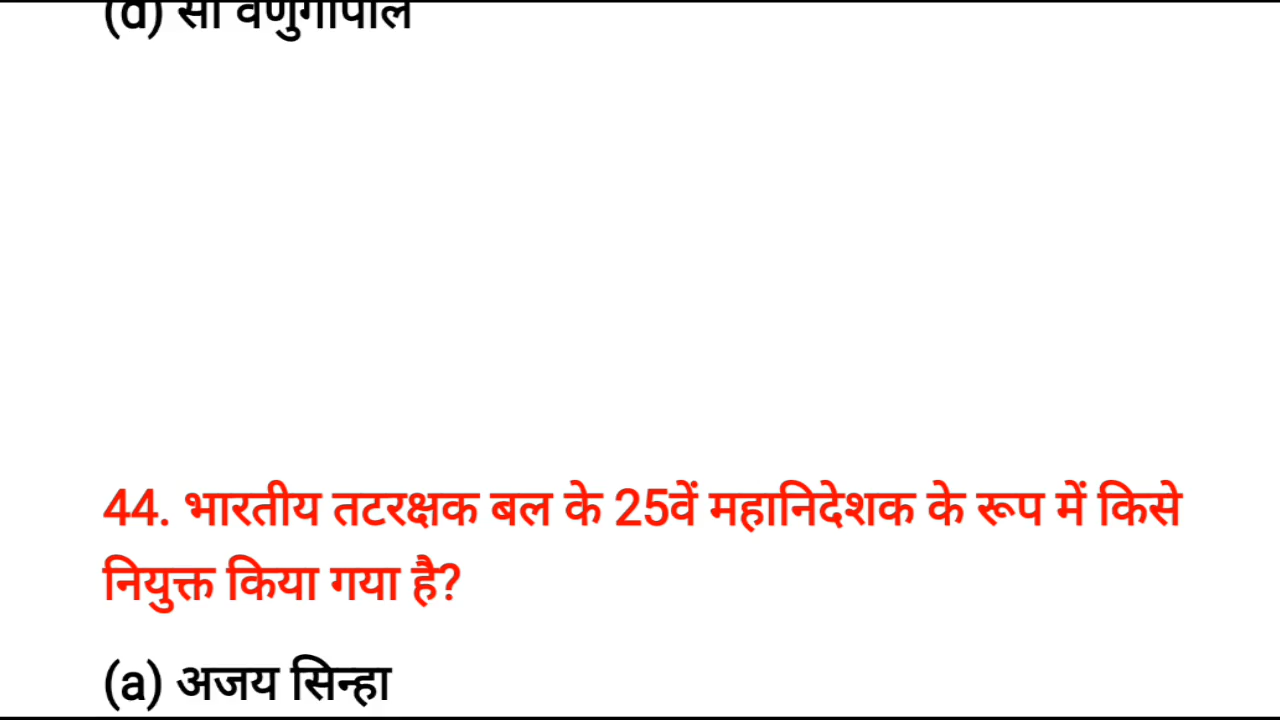 (d) सी वेणुगोपाल
44. भारतीय तटरक्षक बल के 25वें महानिदेशक के रूप में किसे
नियुक्त किया गया है?
(a) अजय सिन्हा